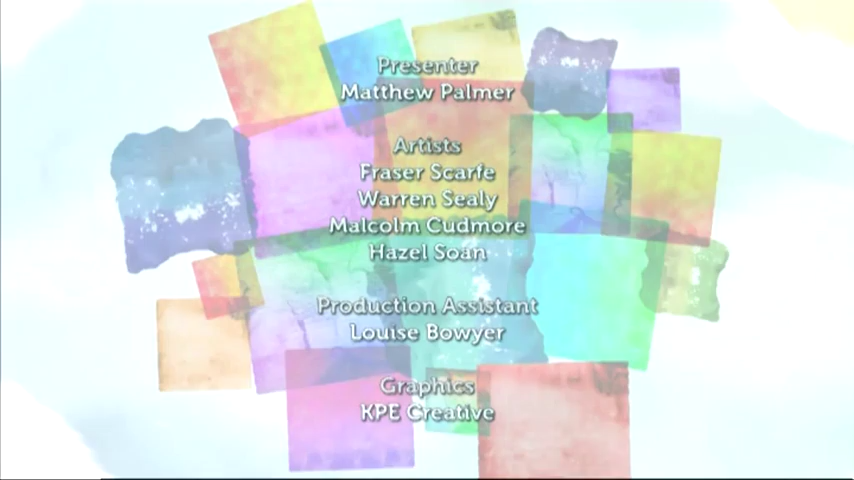 Presenter
Matthew Palmer
Artists
Fraser Scarfe
Warren Sealy
Malcolm Cudmore
Hazel Soan
Production Assistant
Louise Bowyer
Graphics
KPE Creative